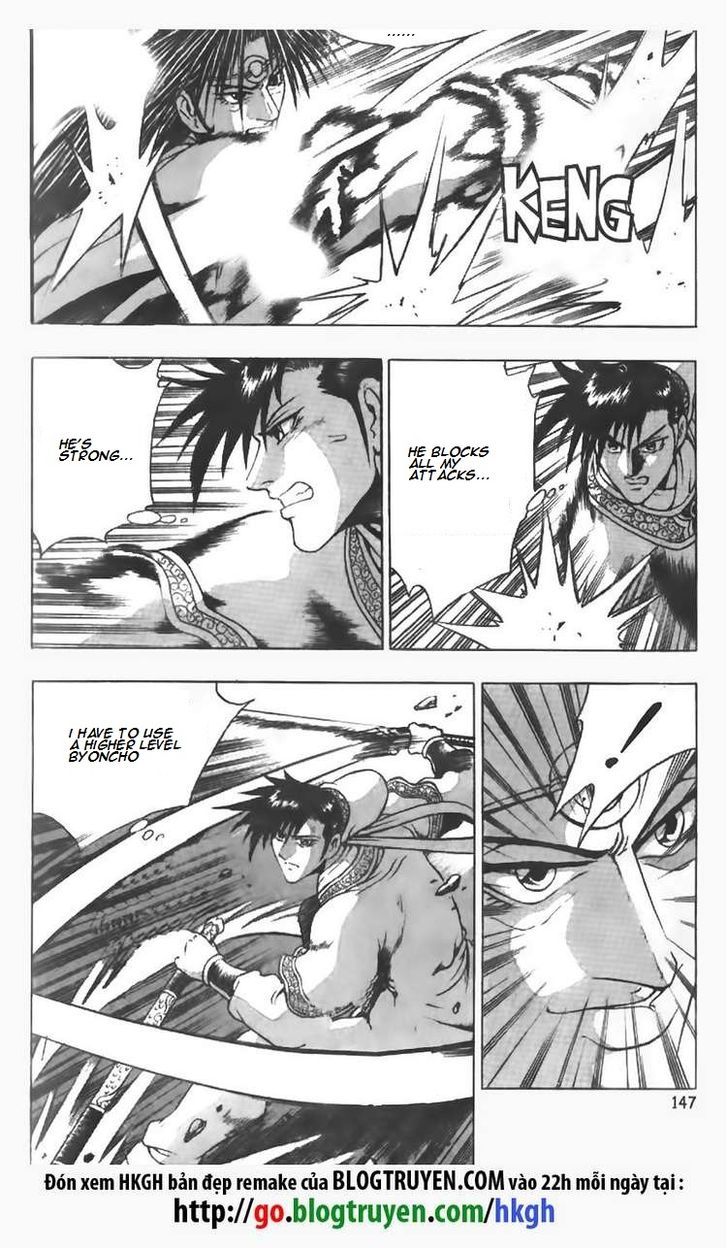 ......
KENG
HE'S
STRONG...
HE BLOCKS
ALL MY
ATTACKS...
I HAVE TO USE
A HIGHER LEVEL
BYONCHO
!
147
Đón xem HKGH bản đẹp remake của BLOGTRUYEN.COM vào 22h mỗi ngày tại :
http://go.blogtruyen.com/hkgh